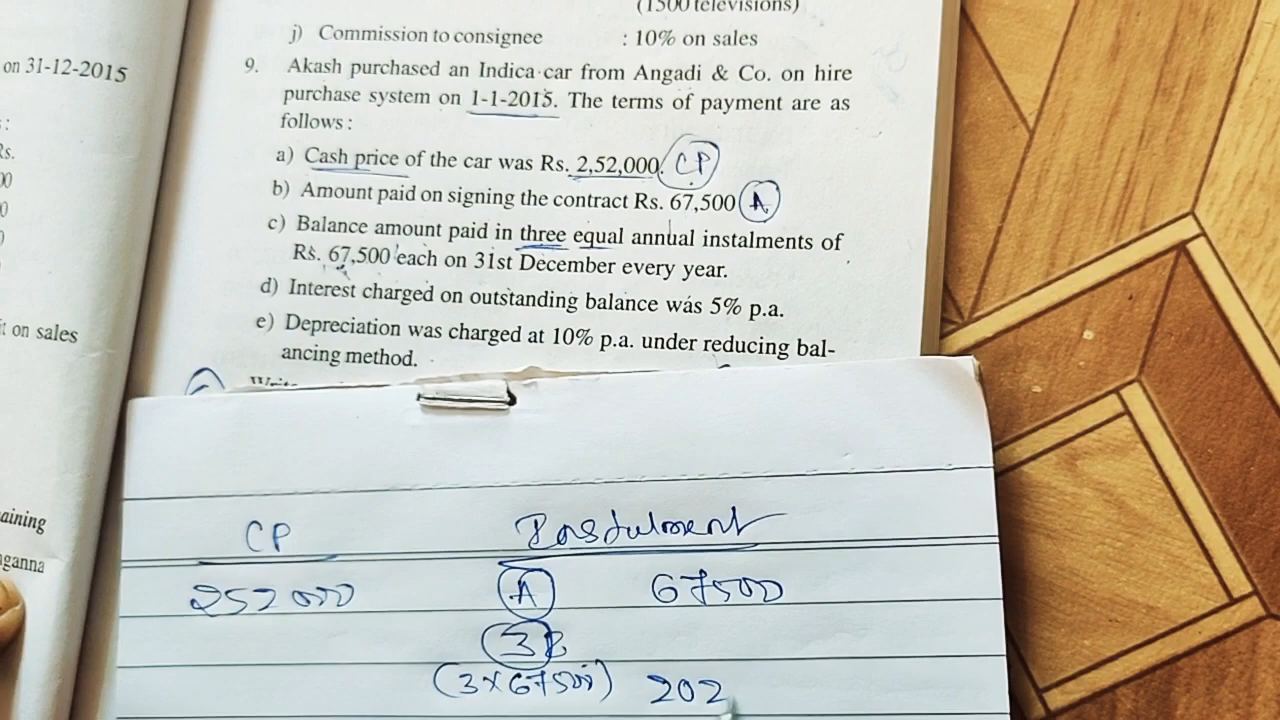 (1500 televisions)
j) Commission to consignee : 10% on sales
on 31-12-2015
9. Akash purchased an Indica car from Angadi & Co. on hire
purchase system on 1-1-2015. The terms of payment are as
follows :
a) Cash price of the car was Rs. 2,52,000. CP
b) Amount paid on signing the contract Rs. 67,500 A
c) Balance amount paid in three equal annual instalments of
Rs. 67,500 each on 31st December every year.
d) Interest charged on outstanding balance was 5% p.a.
e) Depreciation was charged at 10% p.a. under reducing bal-
ancing method.
it on sales
CP Instulment
252000 A 67500
3
(3x67500) 202